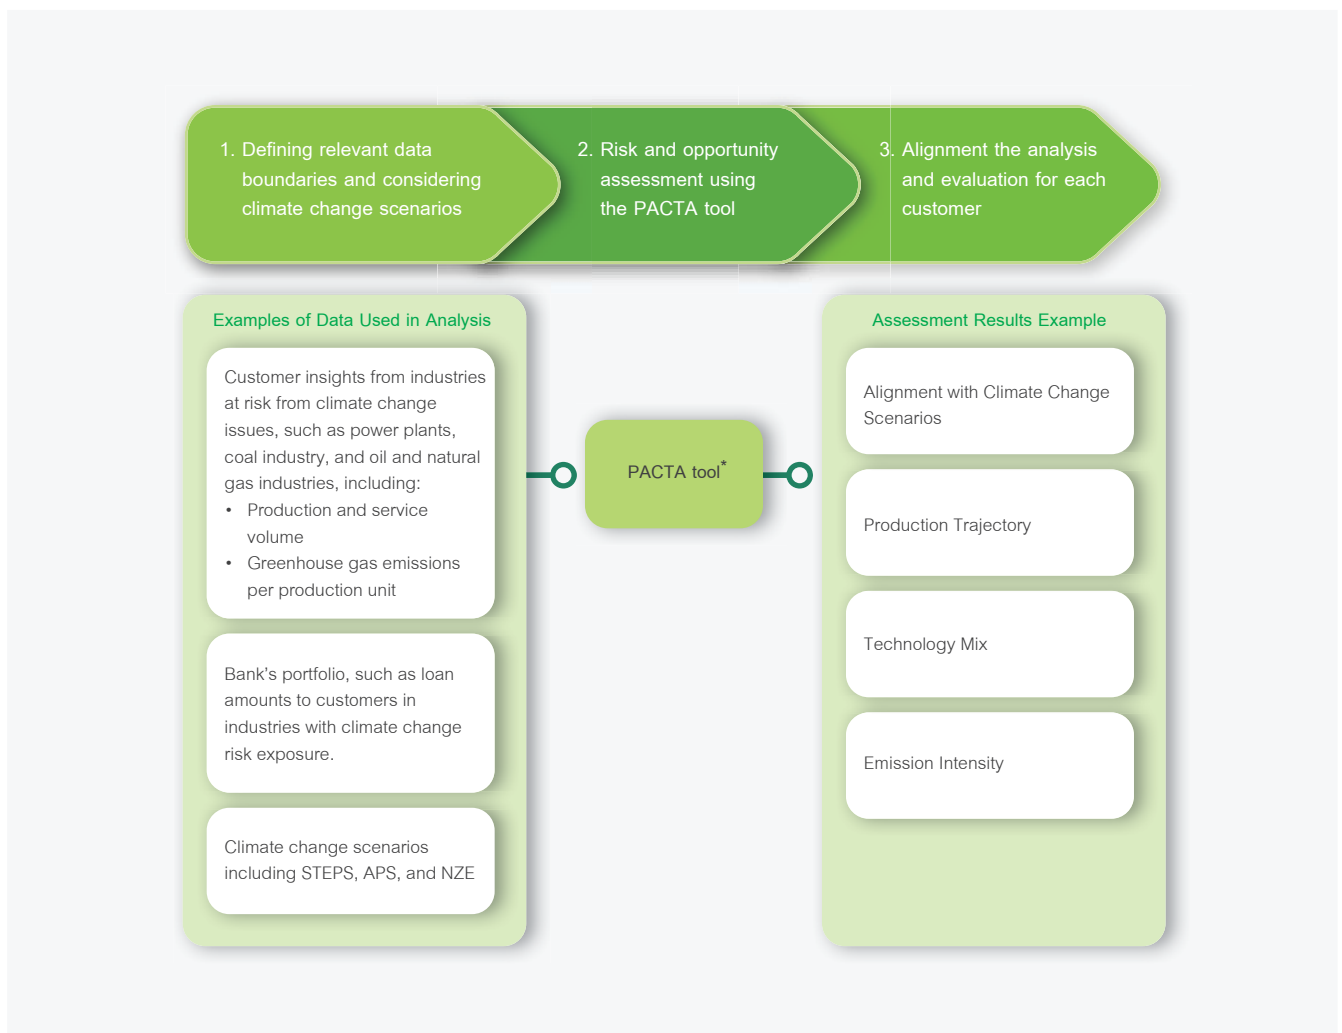 1. Defining relevant data
boundaries and considering
climate change scenarios
2. Risk and opportunity
assessment using
the PACTA tool
3. Alignment the analysis
and evaluation for each
customer
Examples of Data Used in Analysis
Customer insights from industries
at risk from climate change
issues, such as power plants,
coal industry, and oil and natural
gas industries, including:
• Production and service
volume
• Greenhouse gas emissions
per production unit
Bank’s portfolio, such as loan
amounts to customers in
industries with climate change
risk exposure.
Climate change scenarios
including STEPS, APS, and NZE
PACTA tool*
Assessment Results Example
Alignment with Climate Change
Scenarios
Production Trajectory
Technology Mix
Emission Intensity